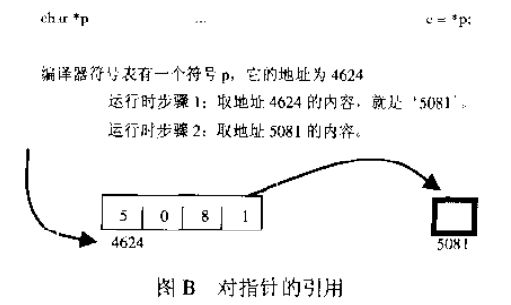 char *p ... c = *p;
编译器符号表有一个符号 p，它的地址为 4624
运行时步骤 1：取地址 4624 的内容，就是‘5081’。
运行时步骤 2：取地址 5081 的内容。
5 0 8 1
4624 5081
图 B 对指针的引用